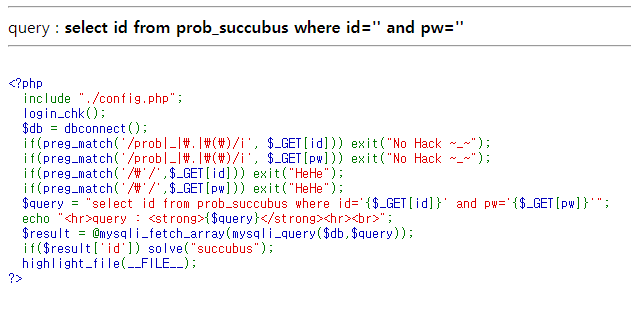 query : select id from prob_succubus where id='' and pw=''
<?php
  include "./config.php";
  login_chk();
  $db = dbconnect();
  if(preg_match('/prob|_|₩.|₩(₩)/i', $_GET[id])) exit("No Hack ~_~");
  if(preg_match('/prob|_|₩.|₩(₩)/i', $_GET[pw])) exit("No Hack ~_~");
  if(preg_match('/₩'/',$_GET[id])) exit("HeHe");
  if(preg_match('/₩'/',$_GET[pw])) exit("HeHe");
  $query = "select id from prob_succubus where id='{$_GET[id]}' and pw='{$_GET[pw]}'";
  echo "<hr>query : <strong>{$query}</strong><hr><br>";
  $result = @mysqli_fetch_array(mysqli_query($db,$query));
  if($result['id']) solve("succubus");
  highlight_file(__FILE__);
?>